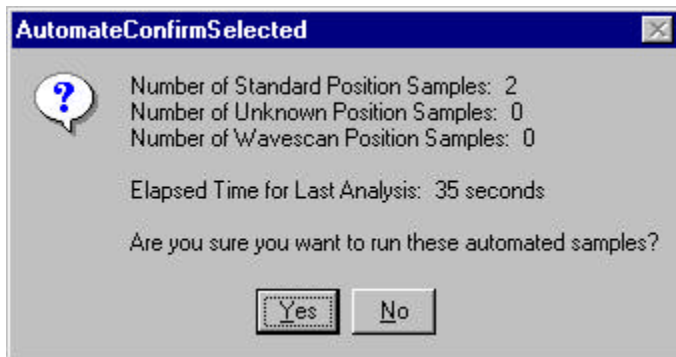 AutomateConfirmSelected
?
Number of Standard Position Samples: 2
Number of Unknown Position Samples: 0
Number of Wavescan Position Samples: 0
Elapsed Time for Last Analysis: 35 seconds
Are you sure you want to run these automated samples?
Yes No